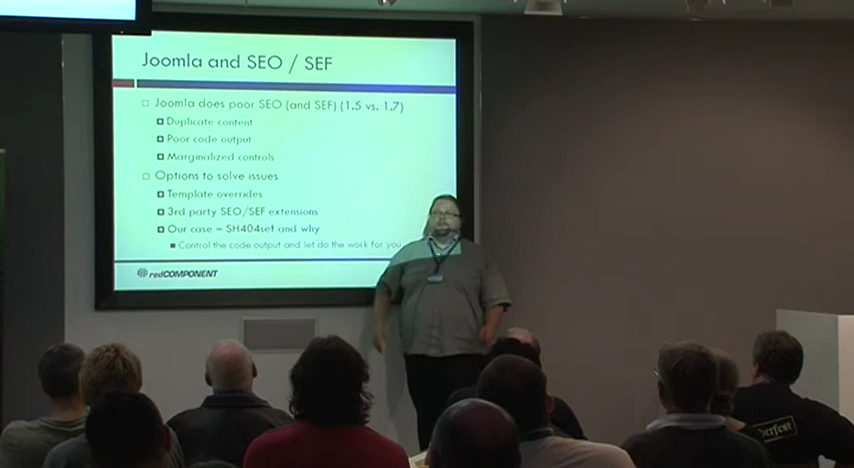 Joomla and SEO / SEF
Joomla does poor SEO (and SEF) (1.5 vs. 1.7)
Duplicate content
Poor code output
Marginalized controls
Options to solve issues
Template overrides
3rd party SEO/SEF extensions
Our case – SH404sef and why
Control the code output and let do the work for you
redCOMPONENT